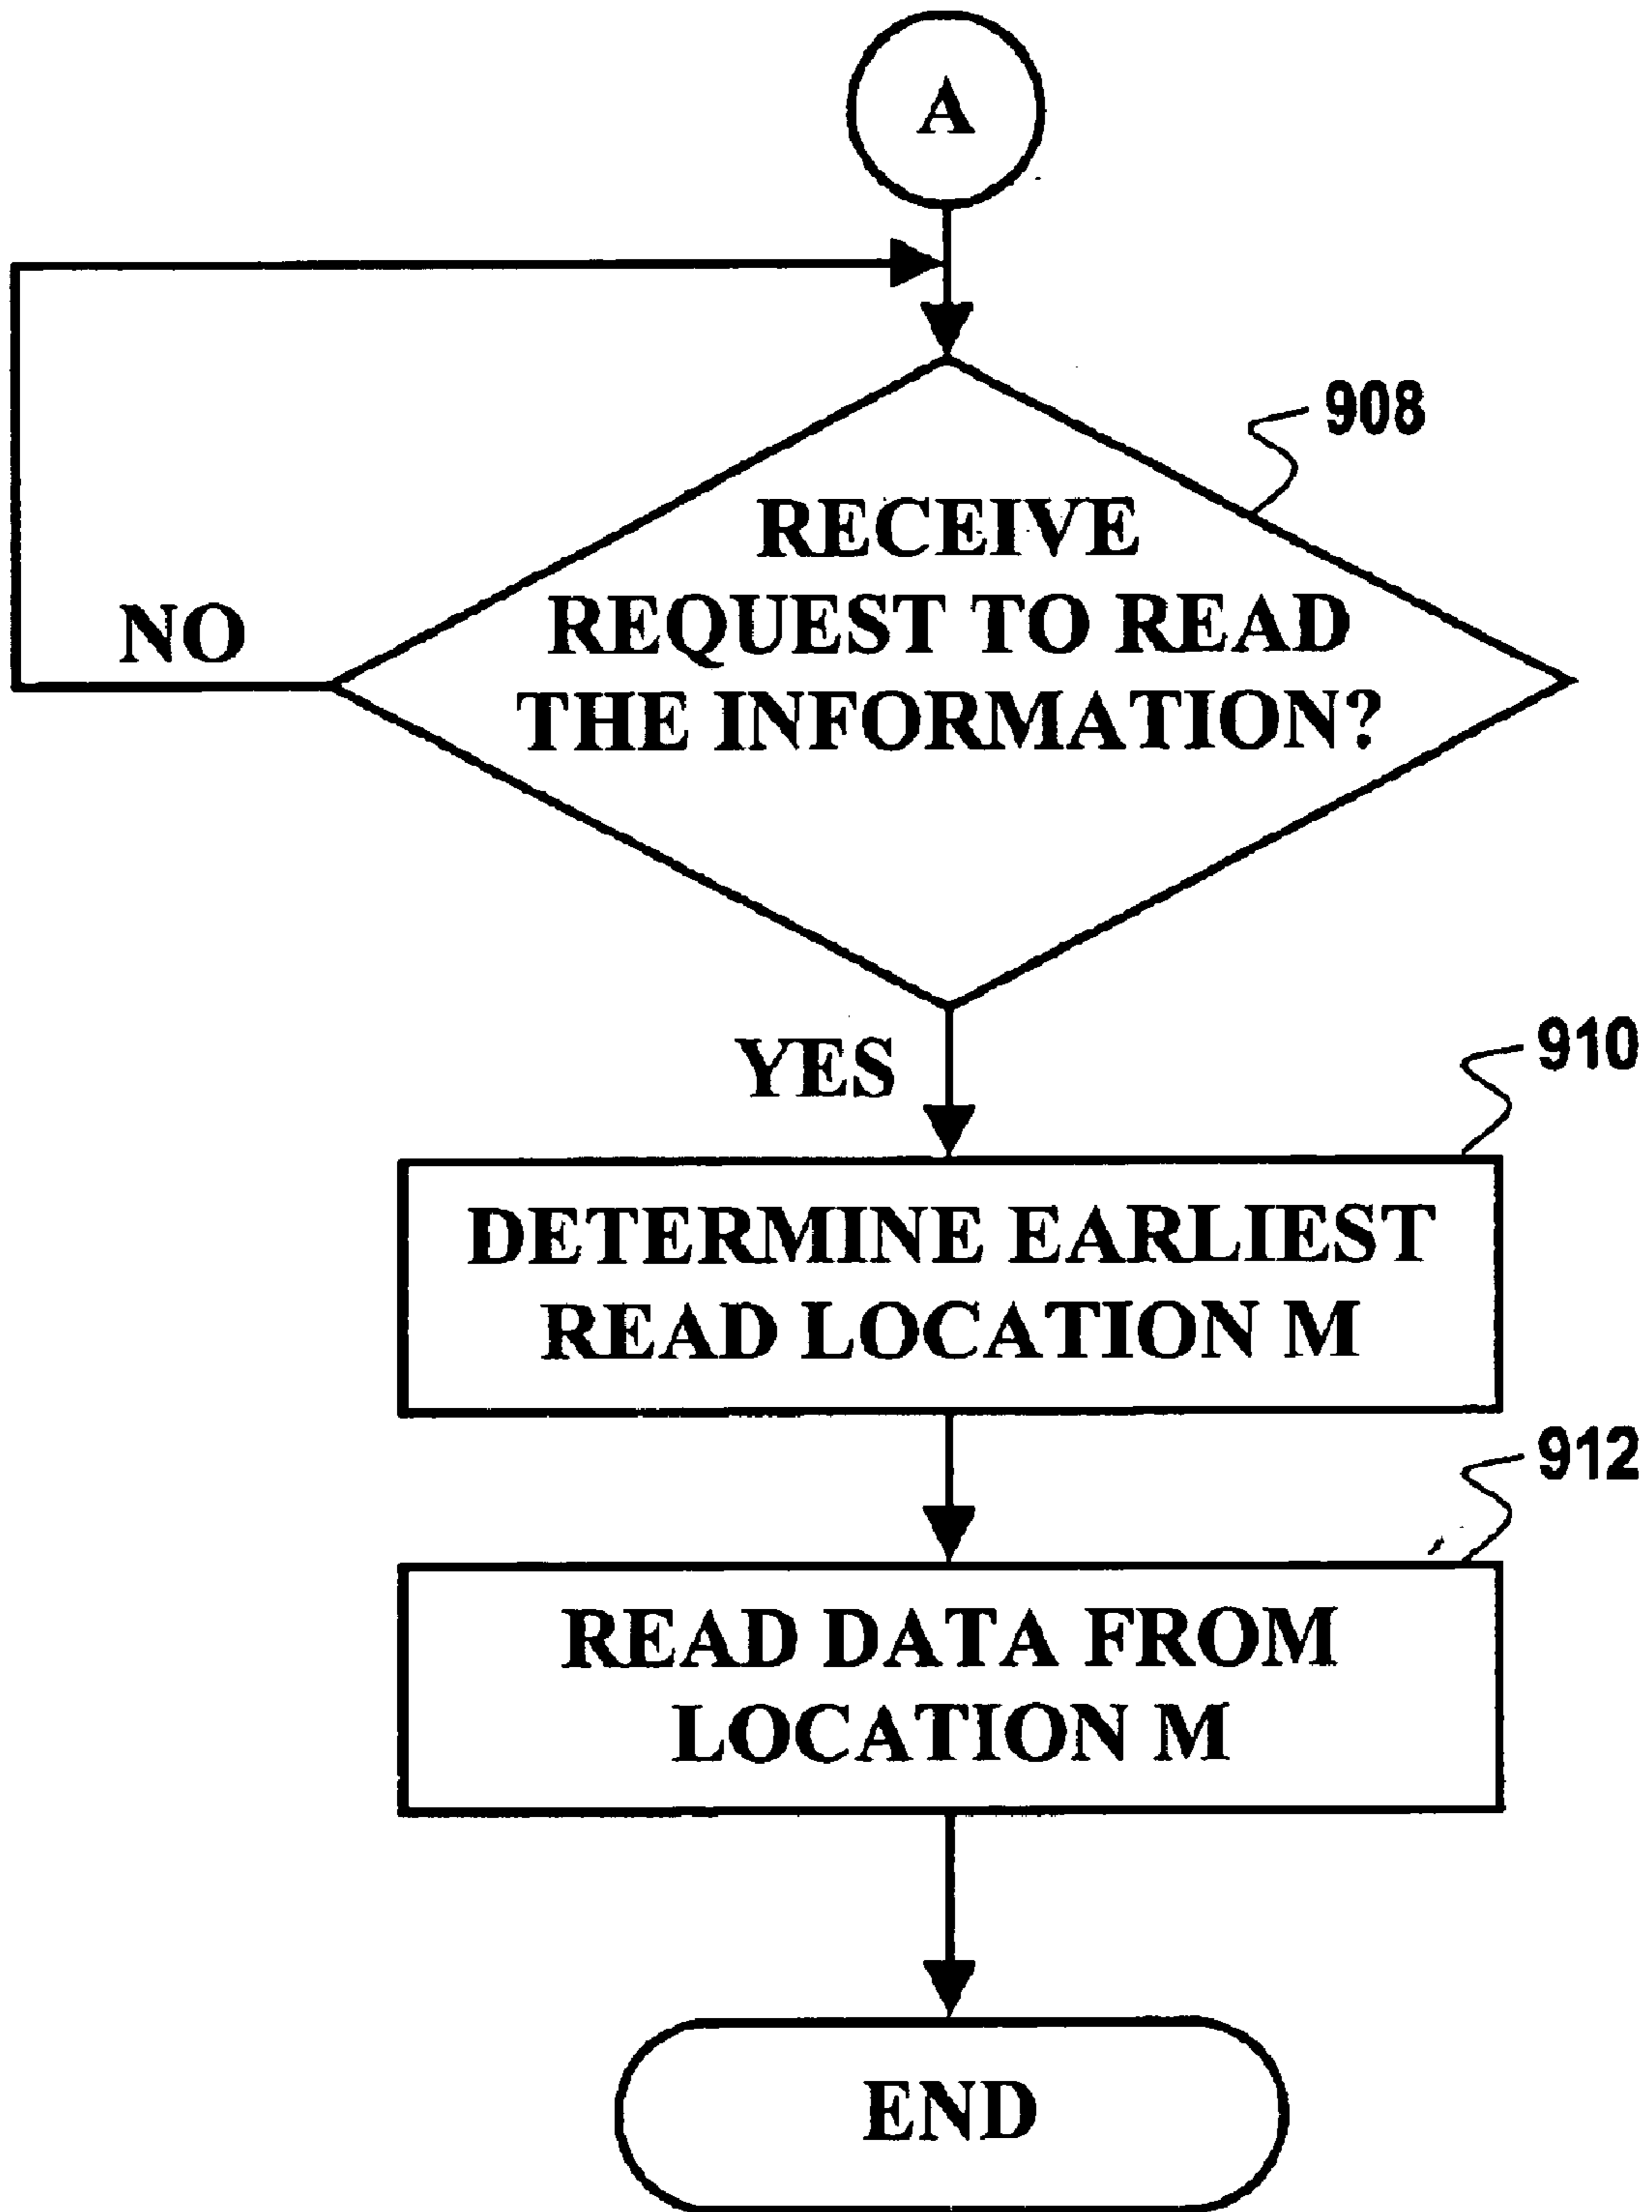 A
908
RECEIVE
REQUEST TO READ
THE INFORMATION?
NO
YES
910
DETERMINE EARLIEST
READ LOCATION M
912
READ DATA FROM
LOCATION M
END